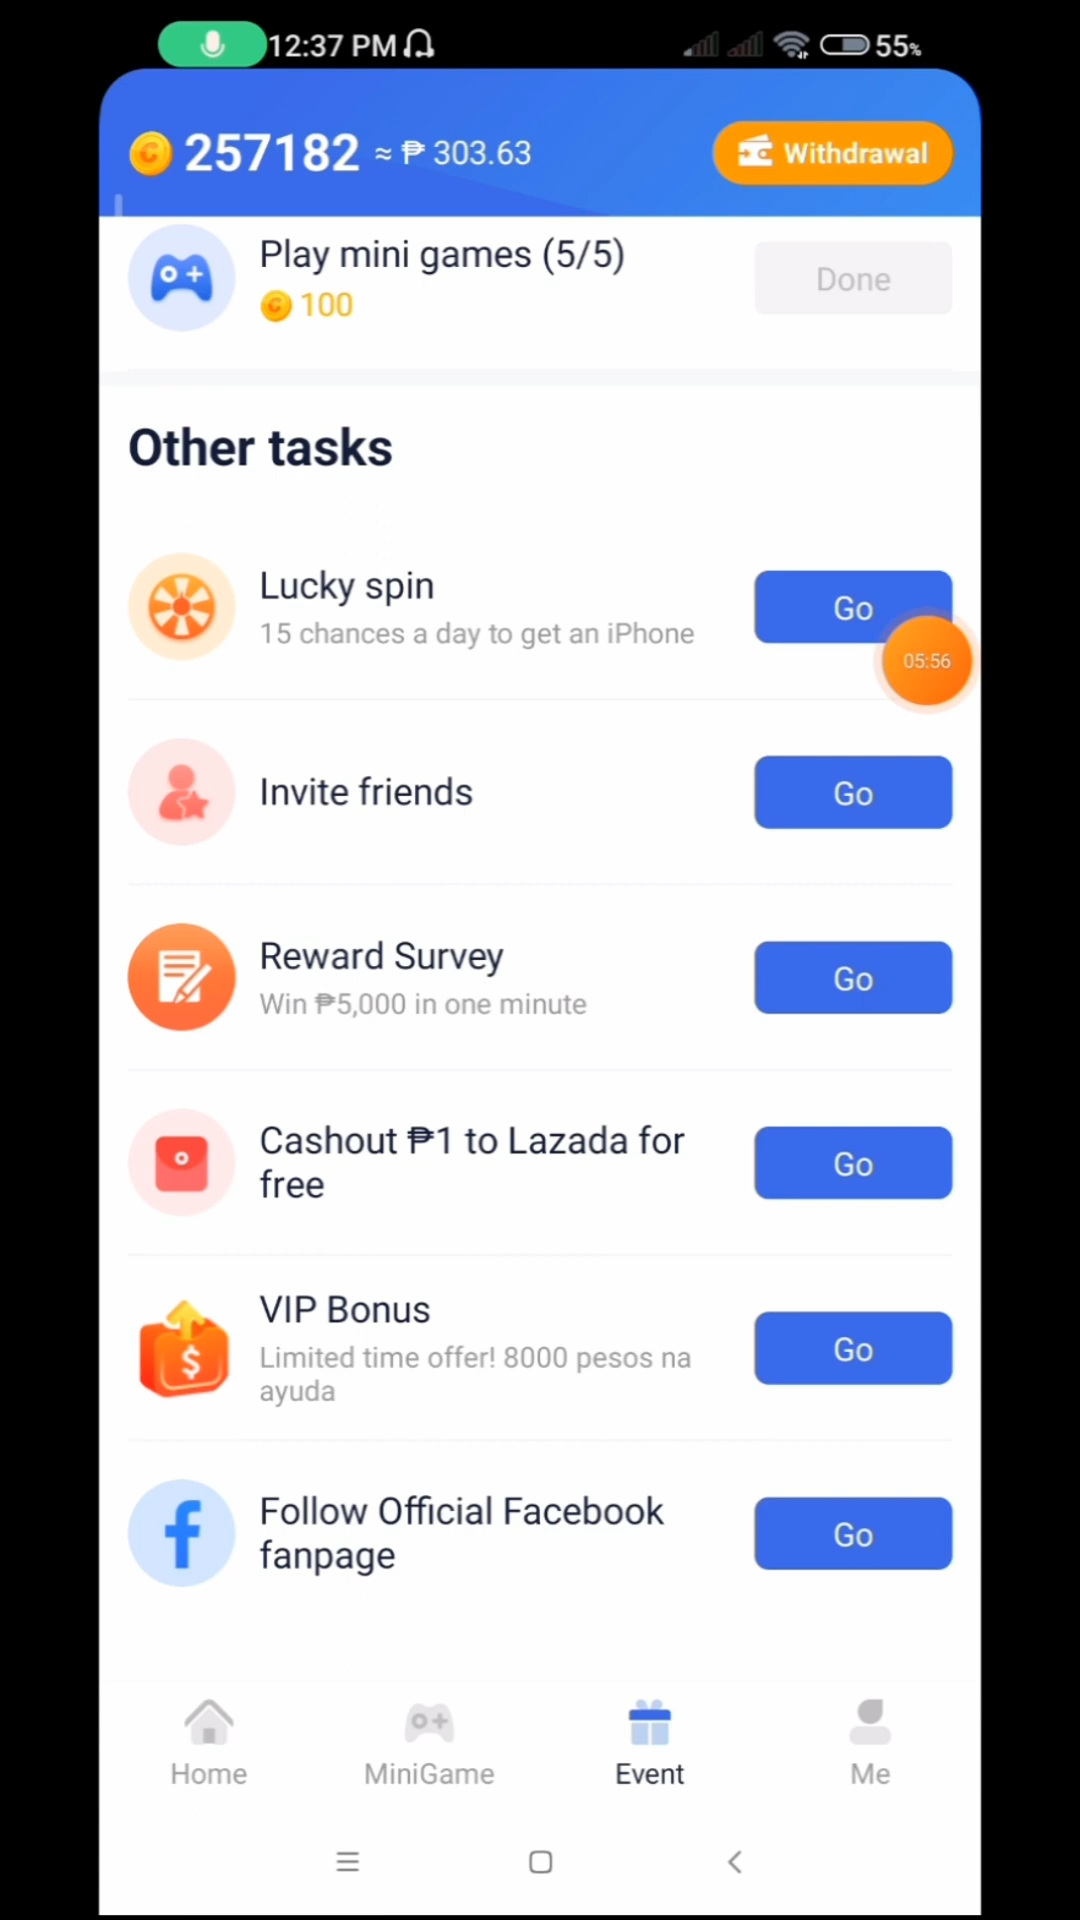 12:37 PM
55%
257182 ≈ ₱ 303.63
Withdrawal
Play mini games (5/5)
100
Done
Other tasks
Lucky spin
15 chances a day to get an iPhone
Go
05:56
Invite friends
Go
Reward Survey
Win ₱5,000 in one minute
Go
Cashout ₱1 to Lazada for
free
Go
VIP Bonus
Limited time offer! 8000 pesos na
ayuda
Go
Follow Official Facebook
fanpage
Go
Home
MiniGame
Event
Me